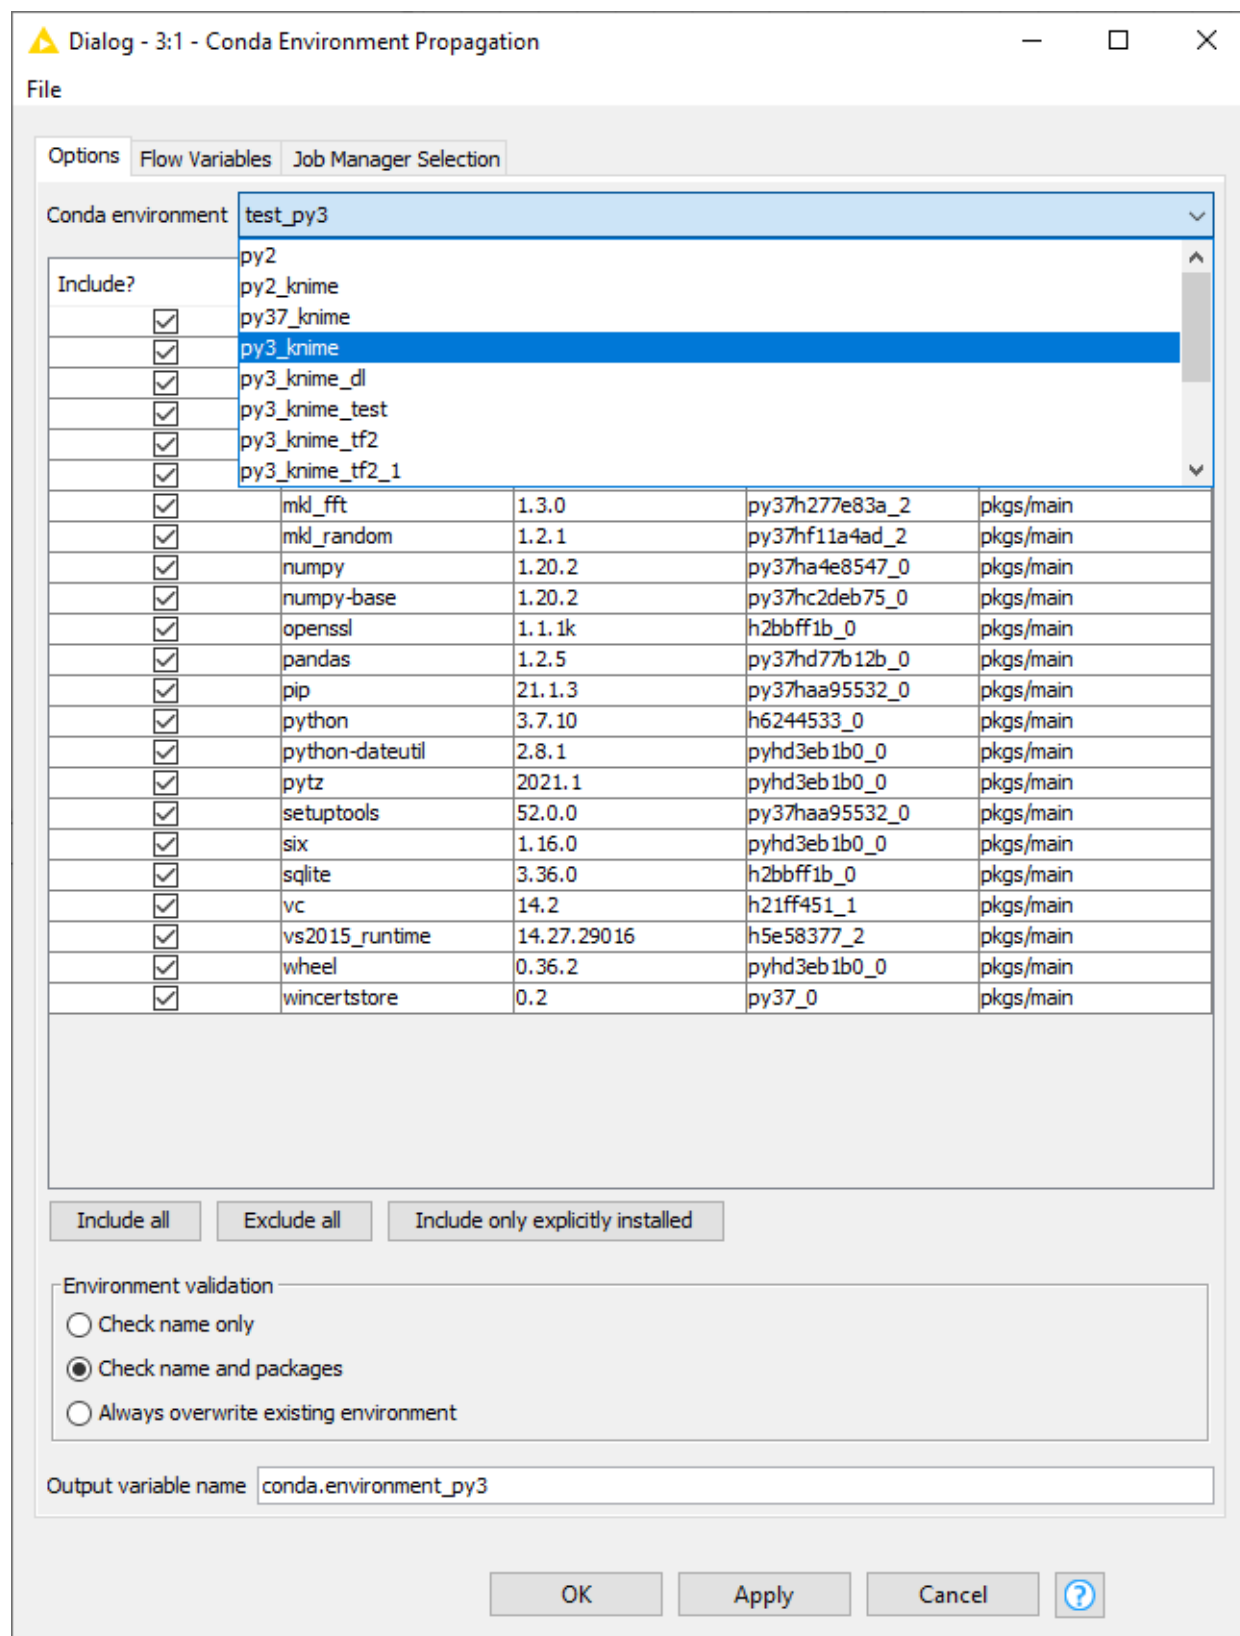 Dialog - 3:1 - Conda Environment Propagation
File
Options Flow Variables Job Manager Selection
Conda environment test_py3
py2
Include? py2_knime
py37_knime
py3_knime
py3_knime_dl
py3_knime_test
py3_knime_tf2
py3_knime_tf2_1
mkl_fft 1.3.0 py37h277e83a_2 pkgs/main
mkl_random 1.2.1 py37hf11a4ad_2 pkgs/main
numpy 1.20.2 py37ha4e8547_0 pkgs/main
numpy-base 1.20.2 py37hc2deb75_0 pkgs/main
openssl 1.1.1k h2bbff1b_0 pkgs/main
pandas 1.2.5 py37hd77b12b_0 pkgs/main
pip 21.1.3 py37haa95532_0 pkgs/main
python 3.7.10 h6244533_0 pkgs/main
python-dateutil 2.8.1 pyhd3eb1b0_0 pkgs/main
pytz 2021.1 pyhd3eb1b0_0 pkgs/main
setuptools 52.0.0 py37haa95532_0 pkgs/main
six 1.16.0 pyhd3eb1b0_0 pkgs/main
sqlite 3.36.0 h2bbff1b_0 pkgs/main
vc 14.2 h21ff451_1 pkgs/main
vs2015_runtime 14.27.29016 h5e58377_2 pkgs/main
wheel 0.36.2 pyhd3eb1b0_0 pkgs/main
wincertstore 0.2 py37_0 pkgs/main
Include all Exclude all Include only explicitly installed
Environment validation
Check name only
Check name and packages
Always overwrite existing environment
Output variable name conda.environment_py3
OK Apply Cancel ?